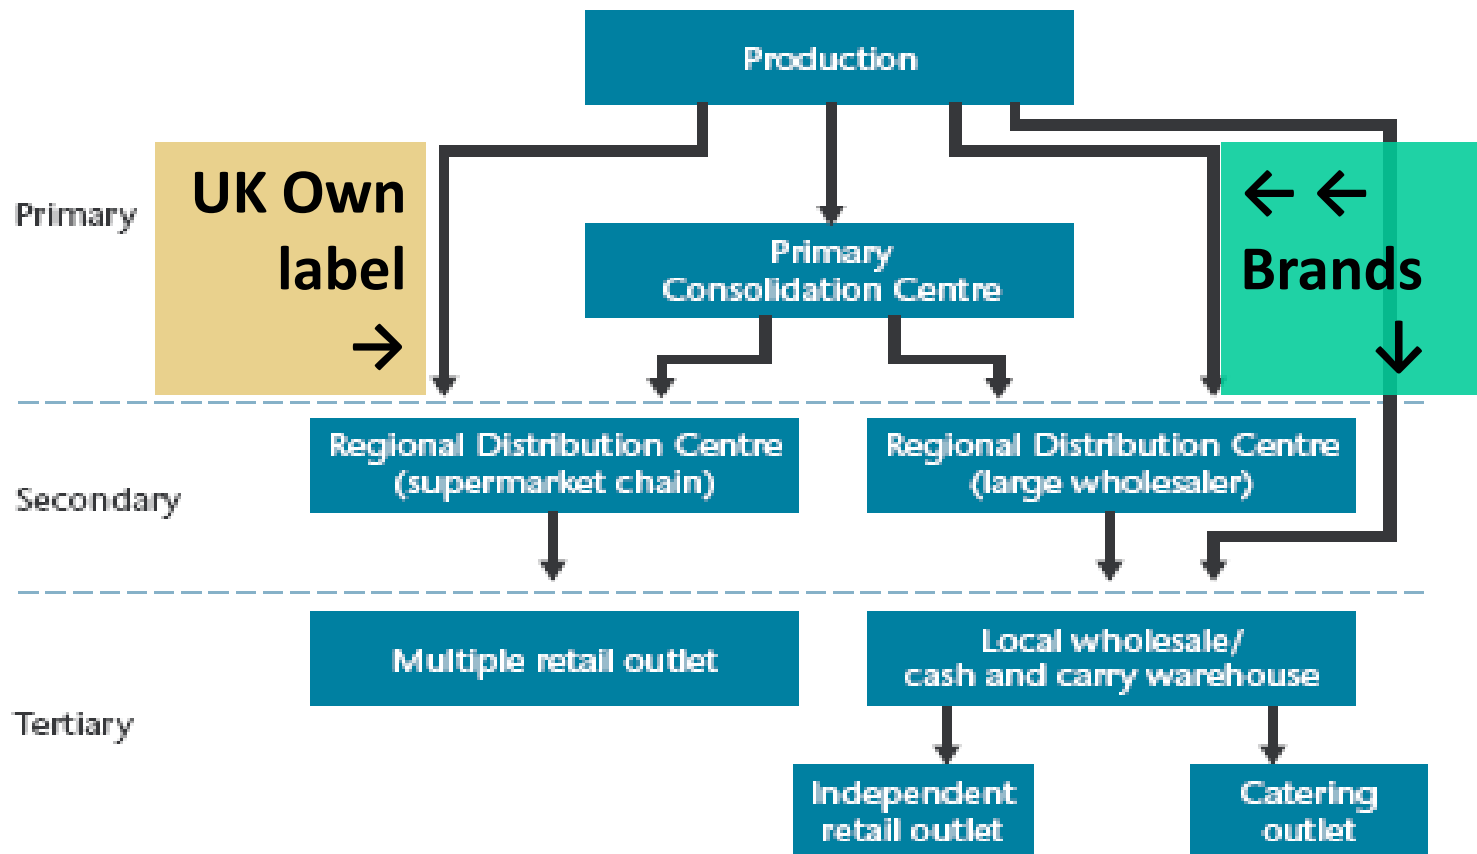 Production
UK Own
label
→
← ←
Brands
↓
Primary
Primary
Consolidation Centre
Regional Distribution Centre
(supermarket chain)
Regional Distribution Centre
(large wholesaler)
Secondary
Multiple retail outlet
Local wholesale/
cash and carry warehouse
Tertiary
Independent
retail outlet
Catering
outlet